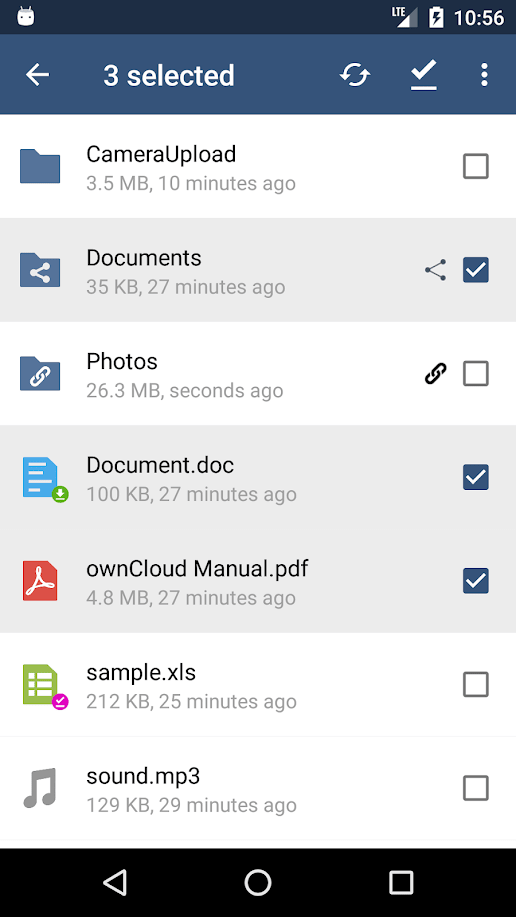 LTE
10:56
3 selected
CameraUpload
3.5 MB, 10 minutes ago
Documents
35 KB, 27 minutes ago
Photos
26.3 MB, seconds ago
Document.doc
100 KB, 27 minutes ago
ownCloud Manual.pdf
4.8 MB, 27 minutes ago
sample.xls
212 KB, 25 minutes ago
sound.mp3
129 KB, 29 minutes ago